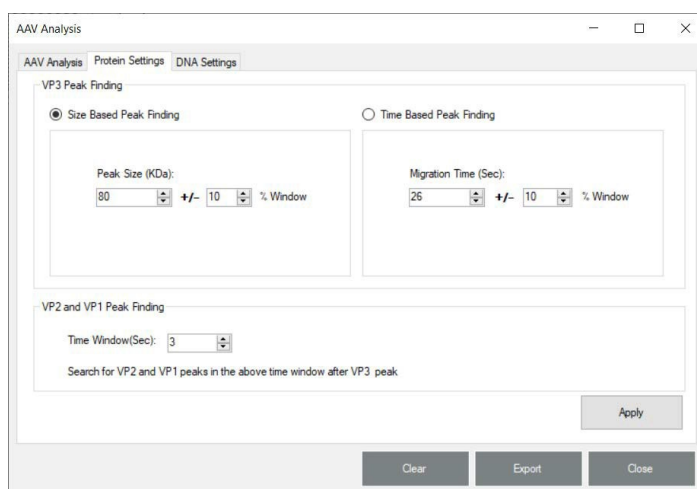 AAV Analysis
AAV Analysis Protein Settings DNA Settings
VP3 Peak Finding
Size Based Peak Finding
Time Based Peak Finding
Peak Size (KDa):
80 +/- 10 % Window
Migration Time (Sec):
26 +/- 10 % Window
VP2 and VP1 Peak Finding
Time Window(Sec): 3
Search for VP2 and VP1 peaks in the above time window after VP3 peak
Apply
Clear Export Close